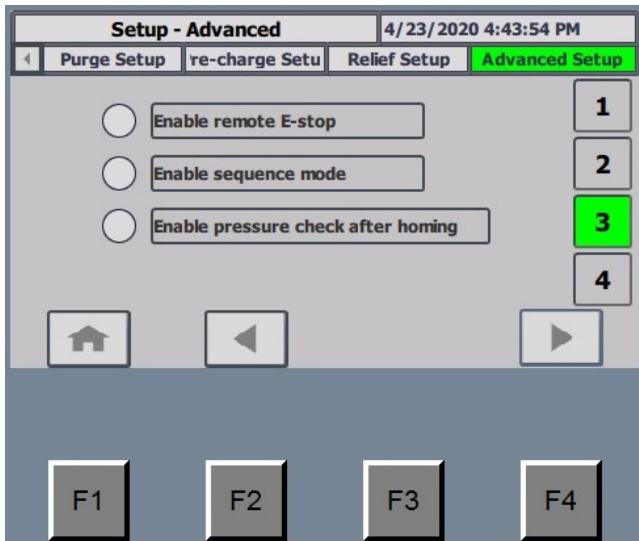 Setup - Advanced 4/23/2020 4:43:54 PM
Purge Setup 're-charge Setu Relief Setup Advanced Setup
Enable remote E-stop
Enable sequence mode
Enable pressure check after homing
1
2
3
4
F1 F2 F3 F4